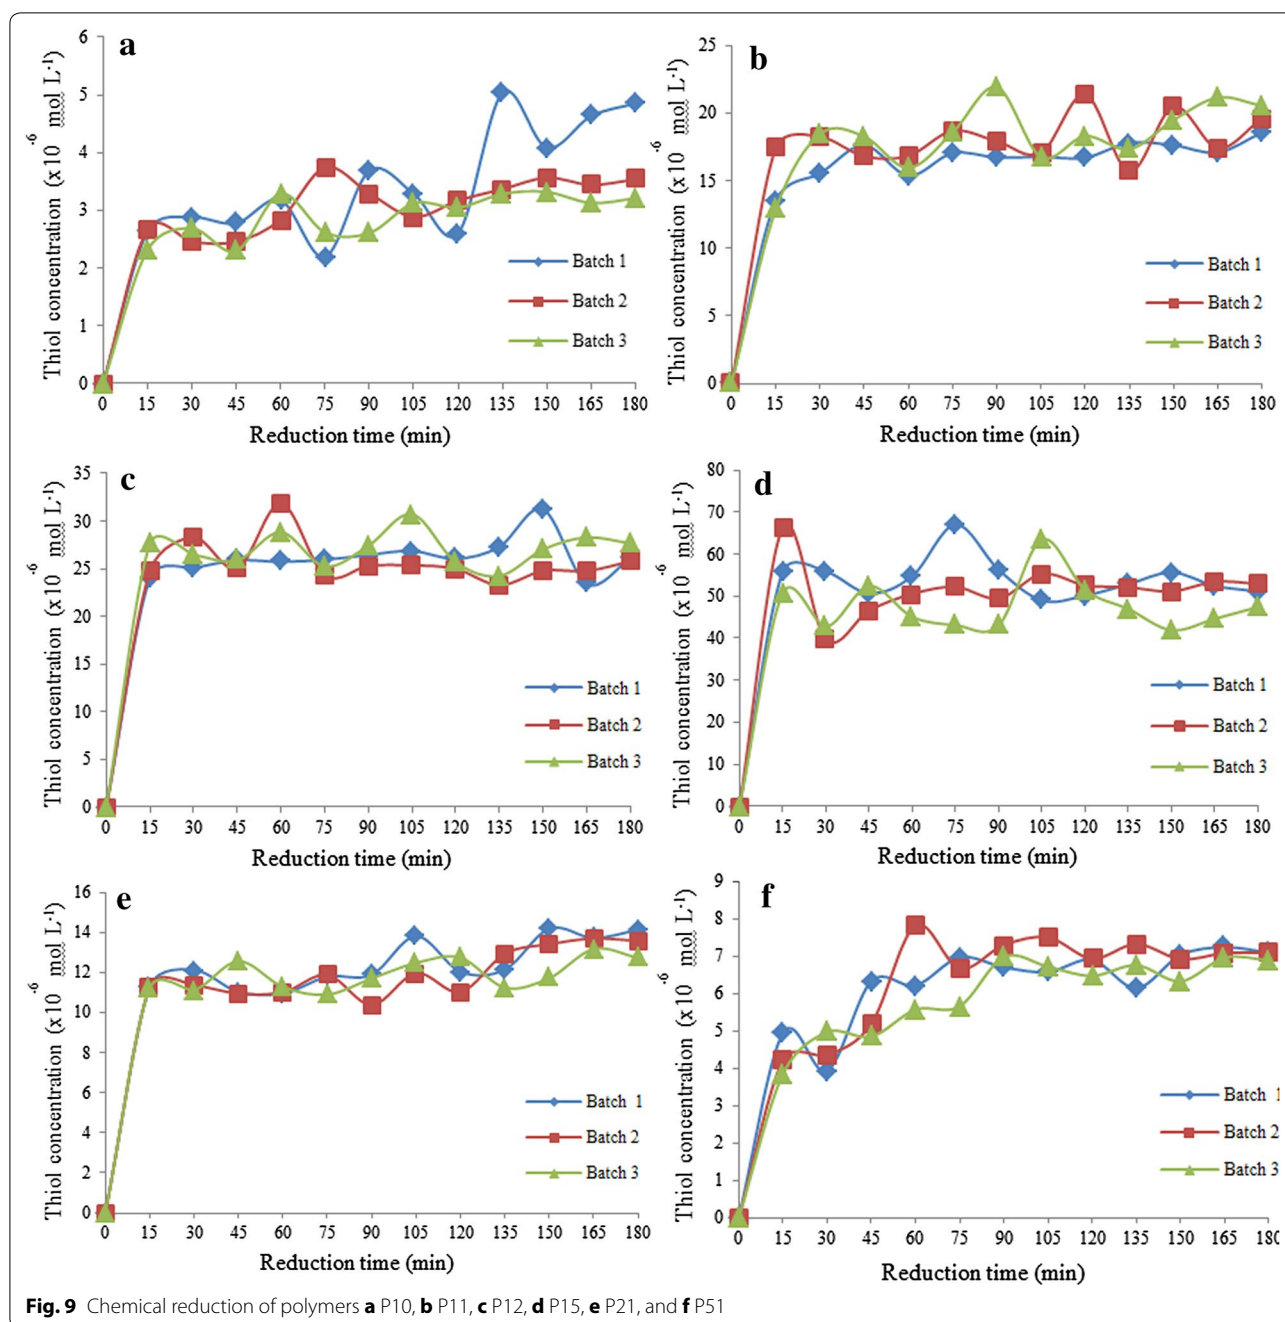 a
Thiol concentration (x10 -6 mol L-1)
6
5
4
3
2
1
0
0 15 30 45 60 75 90 105 120 135 150 165 180
Reduction time (min)
Batch 1
Batch 2
Batch 3
b
Thiol concentration (x10 -6 mol L-1)
25
20
15
10
5
0
0 15 30 45 60 75 90 105 120 135 150 165 180
Reduction time (min)
Batch 1
Batch 2
Batch 3
c
Thiol concentration (x10 -6 mol L-1)
35
30
25
20
15
10
5
0
0 15 30 45 60 75 90 105 120 135 150 165 180
Reduction time (min)
Batch 1
Batch 2
Batch 3
d
Thiol concentration (x10 -6 mol L-1)
80
70
60
50
40
30
20
10
0
0 15 30 45 60 75 90 105 120 135 150 165 180
Reduction time (min)
Batch 1
Batch 2
Batch 3
e
Thiol concentration (x10 -6 mol L-1)
16
14
12
10
8
6
4
2
0
0 15 30 45 60 75 90 105 120 135 150 165 180
Reduction time (min)
Batch 1
Batch 2
Batch 3
f
Thiol concentration (x10 -6 mol L-1)
9
8
7
6
5
4
3
2
1
0
0 15 30 45 60 75 90 105 120 135 150 165 180
Reduction time (min)
Batch 1
Batch 2
Batch 3
Fig. 9 Chemical reduction of polymers a P10, b P11, c P12, d P15, e P21, and f P51